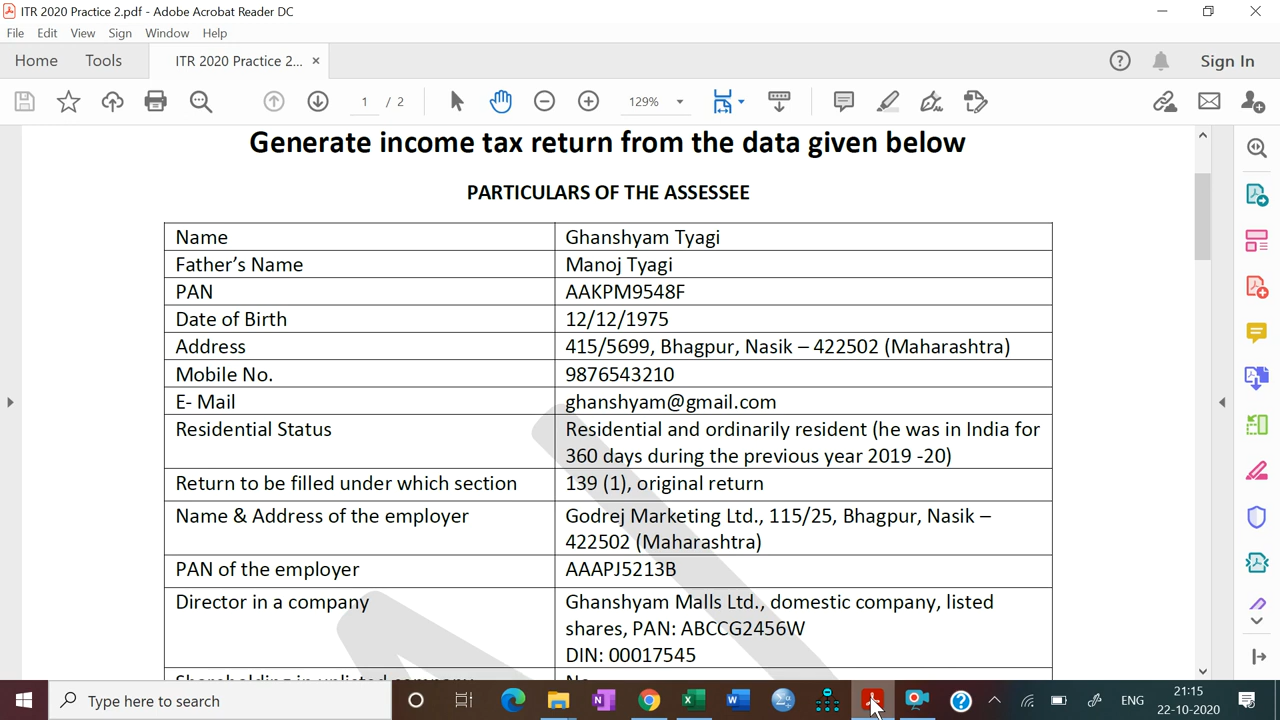 ITR 2020 Practice 2.pdf - Adobe Acrobat Reader DC
File Edit View Sign Window Help
Home Tools ITR 2020 Practice 2... × Sign In
1 / 2 129%
Generate income tax return from the data given below
PARTICULARS OF THE ASSESSEE
Name Ghanshyam Tyagi
Father's Name Manoj Tyagi
PAN AAKPM9548F
Date of Birth 12/12/1975
Address 415/5699, Bhagpur, Nasik – 422502 (Maharashtra)
Mobile No. 9876543210
E- Mail ghanshyam@gmail.com
Residential Status Residential and ordinarily resident (he was in India for
360 days during the previous year 2019 -20)
Return to be filled under which section 139 (1), original return
Name & Address of the employer Godrej Marketing Ltd., 115/25, Bhagpur, Nasik –
422502 (Maharashtra)
PAN of the employer AAAPJ5213B
Director in a company Ghanshyam Malls Ltd., domestic company, listed
shares, PAN: ABCCG2456W
DIN: 00017545
Shareholding in unlisted company No
Type here to search ENG 21:15
22-10-2020